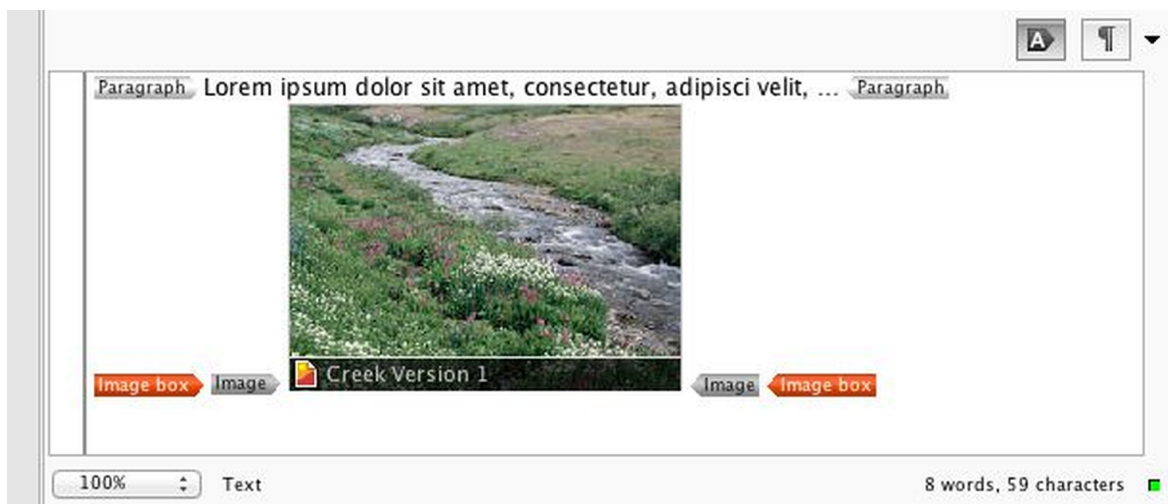 A ¶
Paragraph Lorem ipsum dolor sit amet, consectetur, adipisci velit, ... Paragraph
Image box Image Creek Version 1 Image Image box
100% Text 8 words, 59 characters